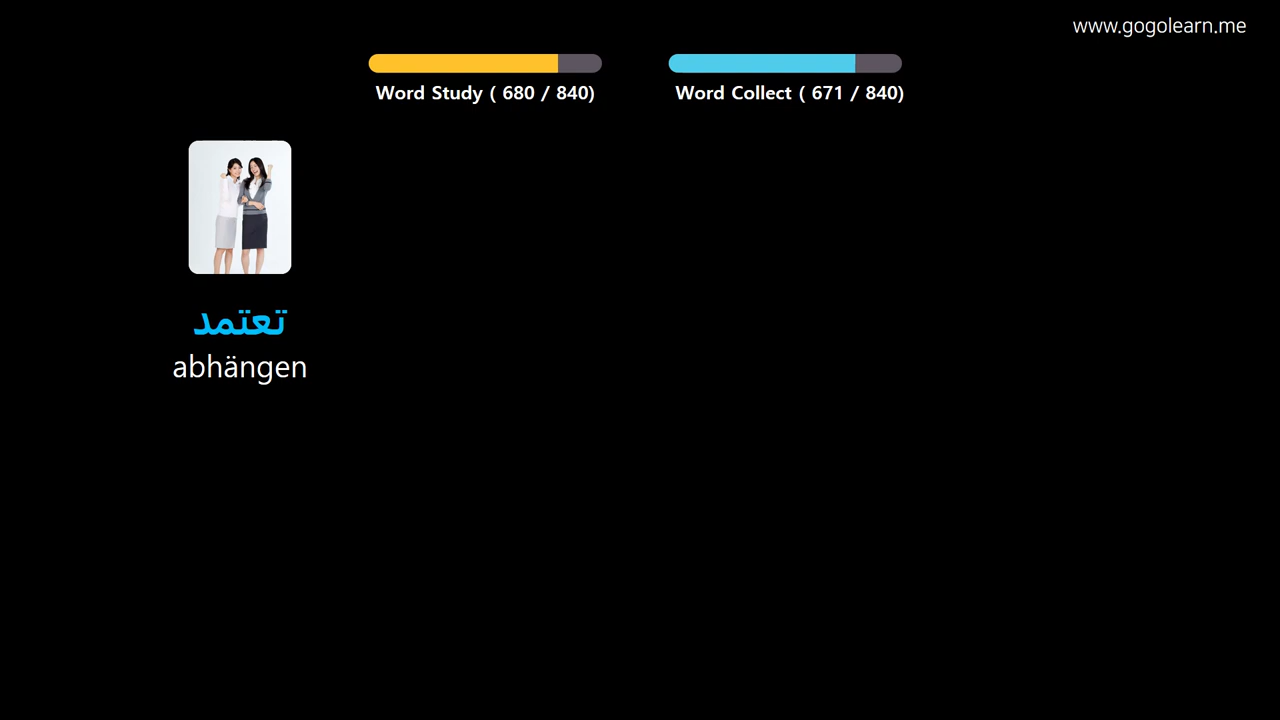 www.gogolearn.me
Word Study ( 680 / 840)
Word Collect ( 671 / 840)
تعتمد
abhängen